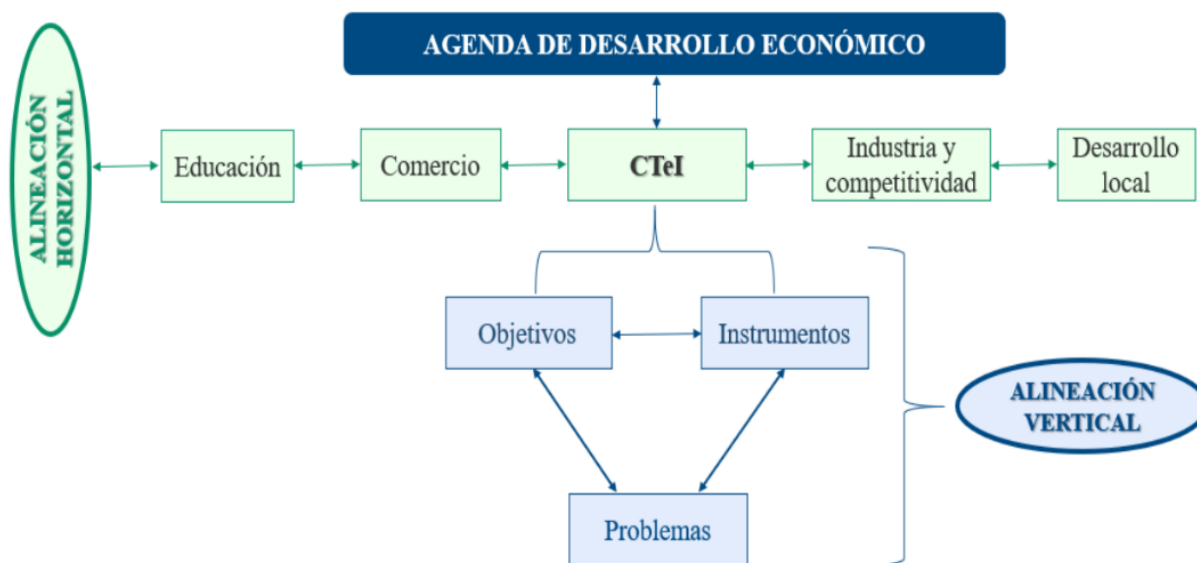 AGENDA DE DESARROLLO ECONÓMICO
ALINEACIÓN
HORIZONTAL
Educación
Comercio
CTeI
Industria y
competitividad
Desarrollo
local
Objetivos
Instrumentos
ALINEACIÓN
VERTICAL
Problemas